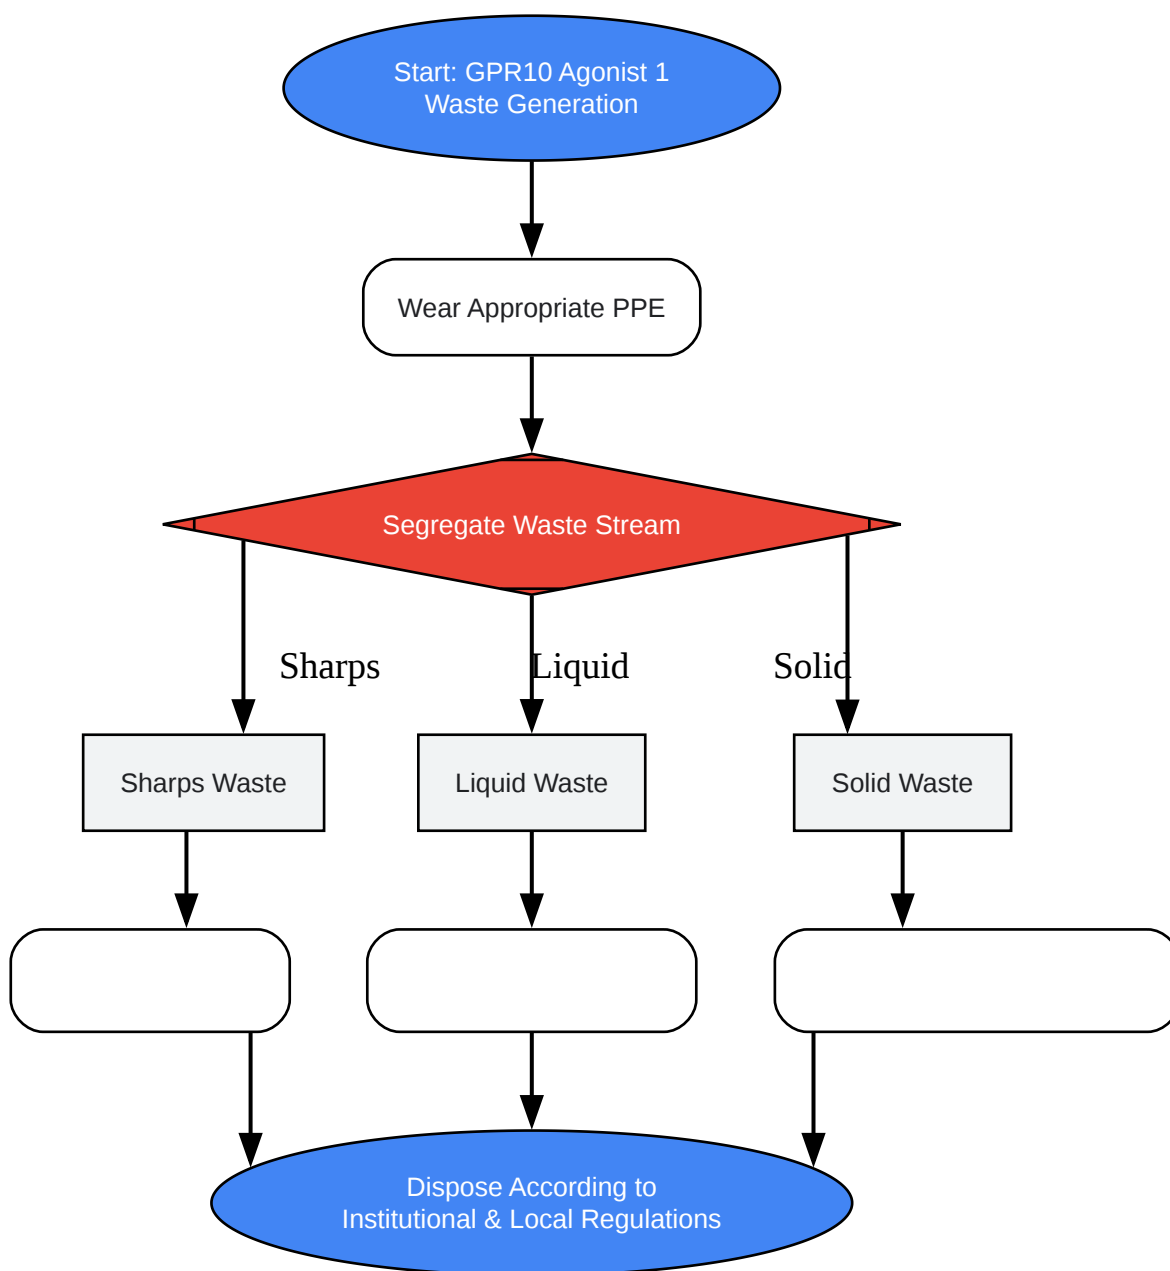 Start: GPR10 Agonist 1
Waste Generation
Wear Appropriate PPE
Segregate Waste Stream
Sharps
Liquid
Solid
Sharps Waste
Liquid Waste
Solid Waste
Dispose According to
Institutional & Local Regulations